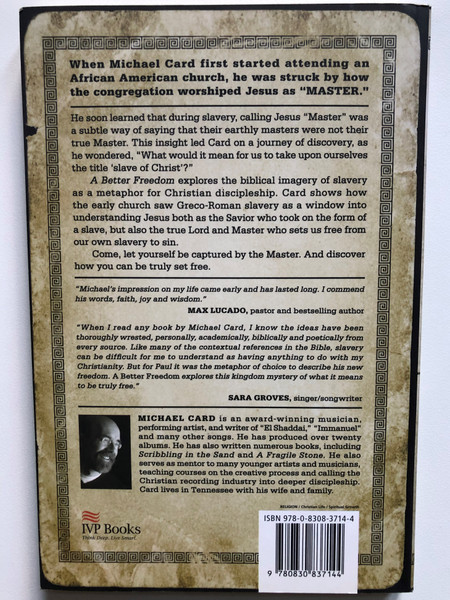 When Michael Card first started attending an
African American church, he was struck by how
the congregation worshiped Jesus as “MASTER.”
He soon learned that during slavery, calling Jesus “Master” was
a subtle way of saying that their earthly masters were not their
true Master. This insight led Card on a journey of discovery, as
he wondered, “What would it mean for us to take upon ourselves
the title ‘slave of Christ’?”
A Better Freedom explores the biblical imagery of slavery
as a metaphor for Christian discipleship. Card shows how
the early church saw Greco-Roman slavery as a window into
understanding Jesus both as the Savior who took on the form of
a slave, but also the true Lord and Master who sets us free from
our own slavery to sin.
Come, let yourself be captured by the Master. And discover
how you can be truly set free.
“Michael’s impression on my life came early and has lasted long. I commend
his words, faith, joy and wisdom.”
MAX LUCADO, pastor and bestselling author
“When I read any book by Michael Card, I know the ideas have been
thoroughly wrested, personally, academically, biblically and poetically from
every source. Like many of the contextual references in the Bible, slavery
can be difficult for me to understand as having anything to do with my
Christianity. But for Paul it was the metaphor of choice to describe his new
freedom. A Better Freedom explores this kingdom mystery of what it means
to be truly free.”
SARA GROVES, singer/songwriter
MICHAEL CARD is an award-winning musician,
performing artist, and writer of “El Shaddai,” “Immanuel”
and many other songs. He has produced over twenty
albums. He has also written numerous books, including
Scribbling in the Sand and A Fragile Stone. He also
serves as mentor to many younger artists and musicians,
teaching courses on the creative process and calling the
Christian recording industry into deeper discipleship.
Card lives in Tennessee with his wife and family.
IVP Books
Think Deep. Live Smart.
RELIGION / Christian Life / Spiritual Growth
ISBN 978-0-8308-3714-4
9 780830 837144